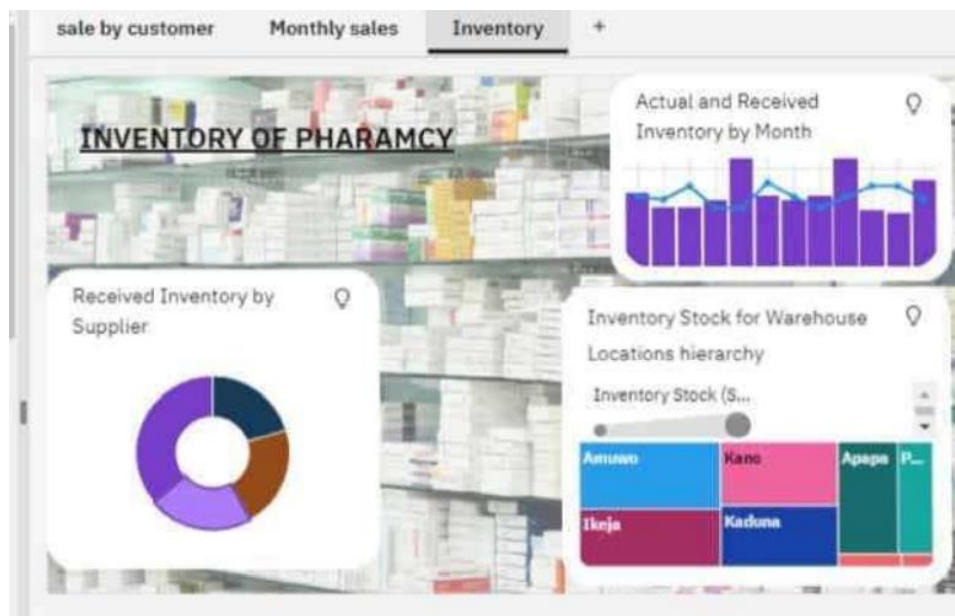 sale by customer Monthly sales Inventory +
INVENTORY OF PHARAMCY
Actual and Received
Inventory by Month
Received Inventory by
Supplier
Inventory Stock for Warehouse
Locations hierarchy
Inventory Stock (S...
Amuwo Kano Apapa P...
Ikeja Kaduna